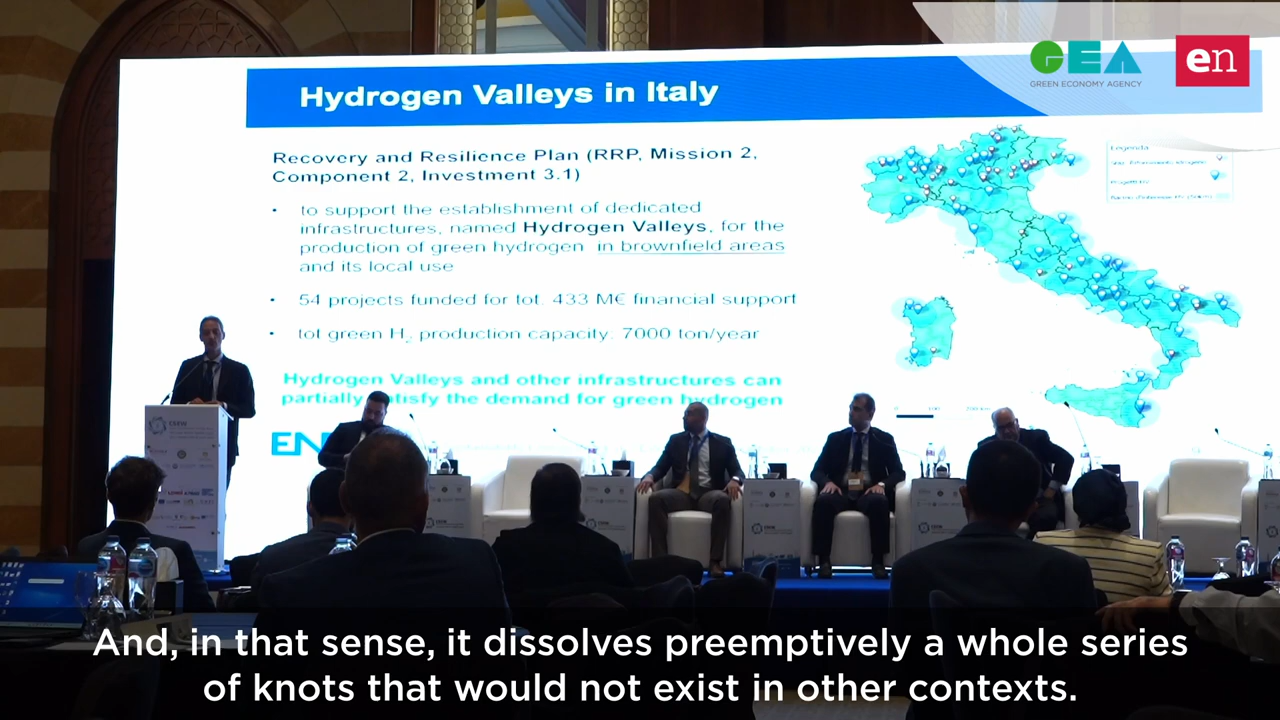 GEA
GREEN ECONOMY AGENCY
en
Hydrogen Valleys in Italy
Recovery and Resilience Plan (RRP, Mission 2,
Component 2, Investment 3.1)
• to support the establishment of dedicated
infrastructures, named Hydrogen Valleys, for the
production of green hydrogen in brownfield areas
and its local use
• 54 projects funded for tot. 433 M€ financial support
• tot green H₂ production capacity: 7000 ton/year
Hydrogen Valleys and other infrastructures can
partially satisfy the demand for green hydrogen
Legenda
And, in that sense, it dissolves preemptively a whole series
of knots that would not exist in other contexts.